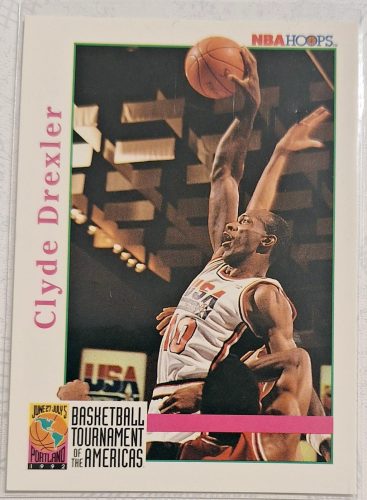 NBA HOOPS
Clyde Drexler
USA
10
USA
JUNE 27 JULY 5
PORTLAND
1992
BASKETBALL
TOURNAMENT
OF THE AMERICAS